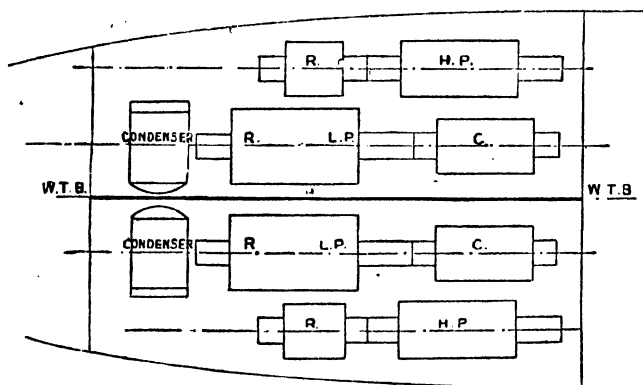 R. H.P.
CONDENSER R. L.P. C.
W.T.B. W.T.B
CONDENSER R. L.P. C.
R. H.P